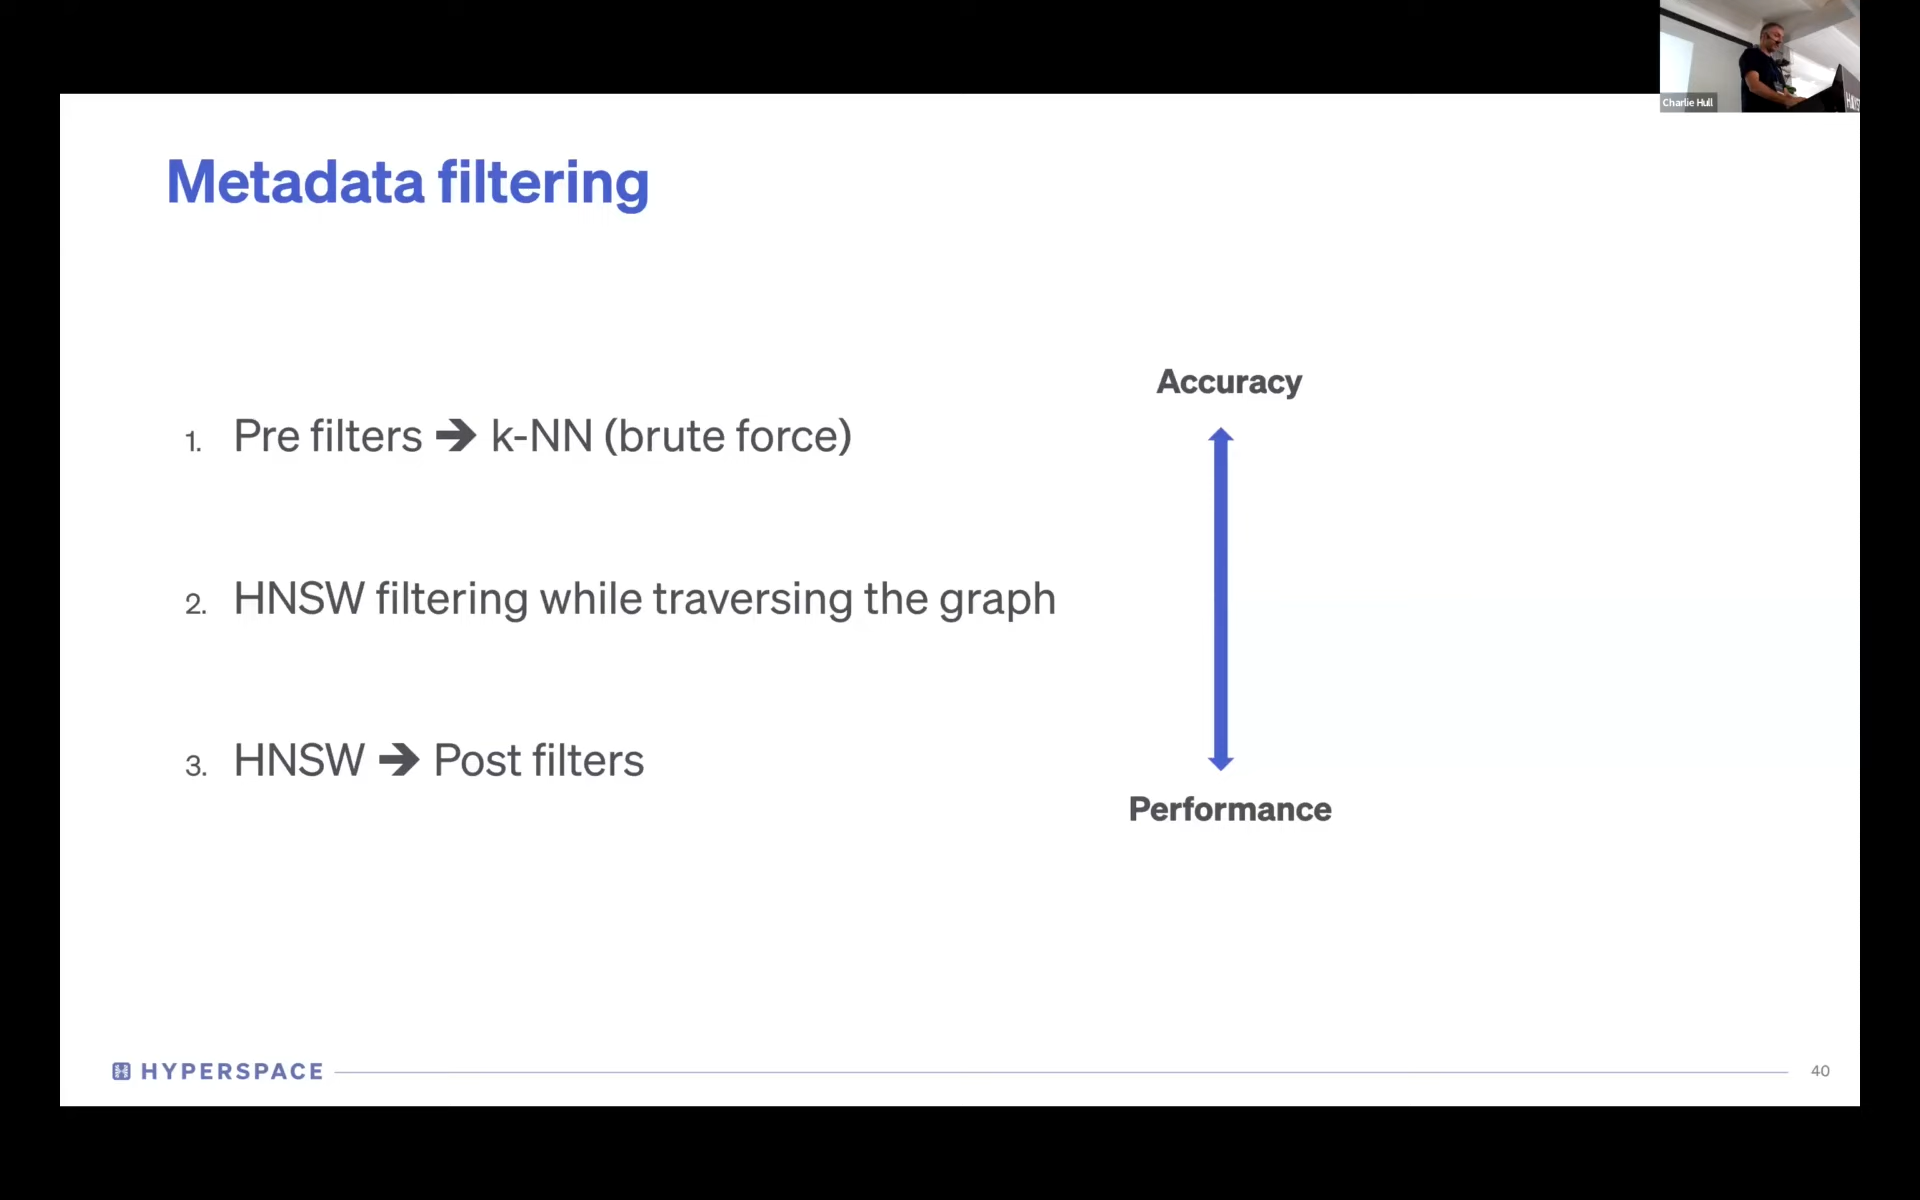 Charlie Hull
Metadata filtering
1. Pre filters ➔ k-NN (brute force)
2. HNSW filtering while traversing the graph
3. HNSW ➔ Post filters
Accuracy
Performance
HYPERSPACE
40